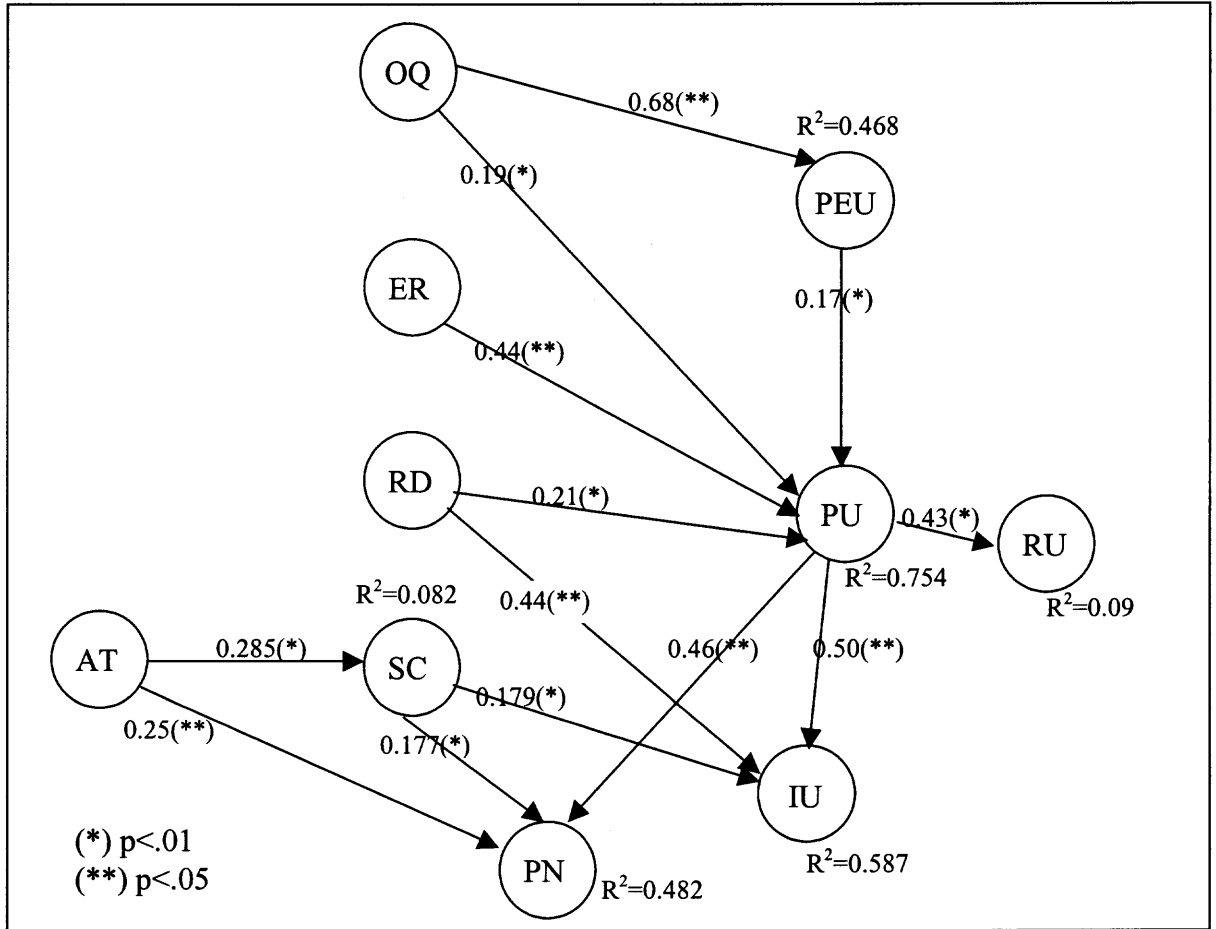 OQ
0.68(**)
R²=0.468
0.19(*)
PEU
ER
0.17(*)
0.44(**)
RD
0.21(*)
PU
0.43(*)
RU
R²=0.754
R²=0.082
0.44(**)
R²=0.09
AT
0.285(*)
SC
0.46(**)
0.50(**)
0.179(*)
0.25(**)
0.177(*)
IU
(*) p<.01
R²=0.587
(**) p<.05
PN
R²=0.482